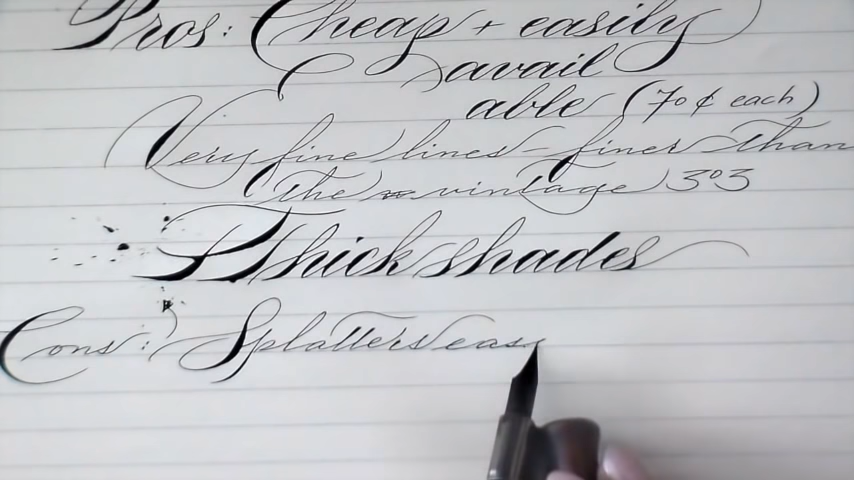 Pros: Cheap + easily
avail
able (70¢ each)
Very fine lines - finer than
the vintage 303
Thick shades
Cons: Splatters eas